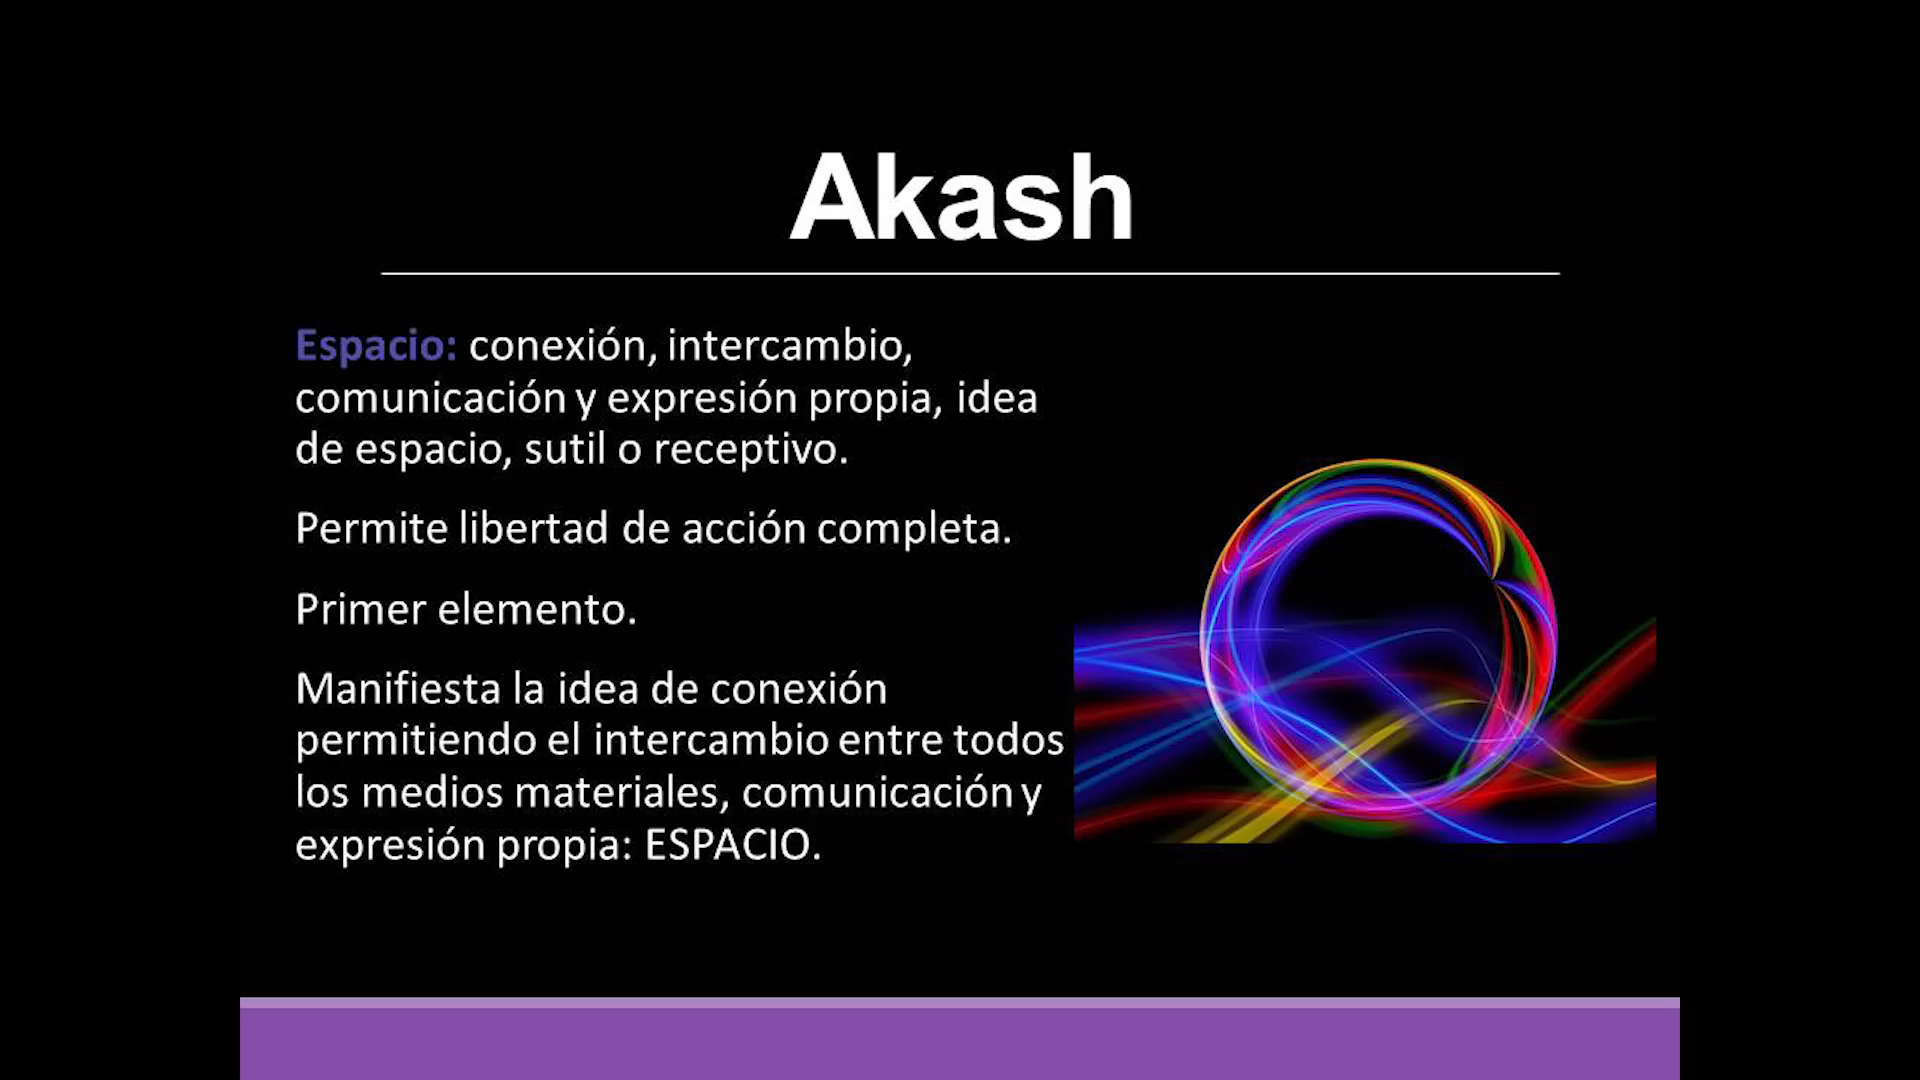 Akash
Espacio: conexión, intercambio,
comunicación y expresión propia, idea
de espacio, sutil o receptivo.
Permite libertad de acción completa.
Primer elemento.
Manifiesta la idea de conexión
permitiendo el intercambio entre todos
los medios materiales, comunicación y
expresión propia: ESPACIO.